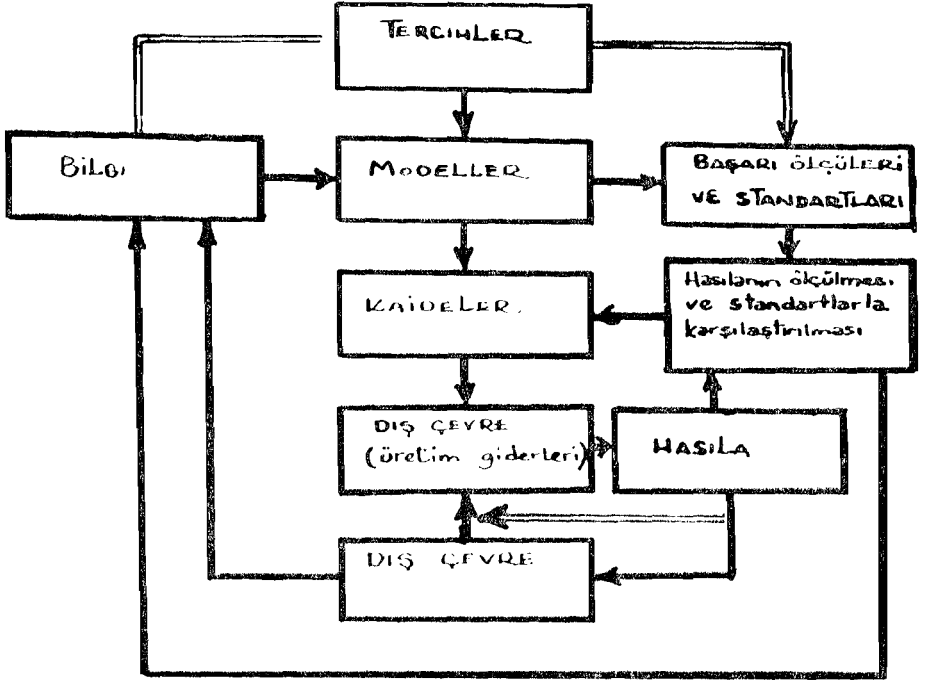 TERCİHLER
BİLGİ
MODELLER
BAŞARI ÖLÇÜLERİ
VE STANDARTLARI
KAİDELER.
Hasılanın ölçülmesi
ve standartlarla
karşılaştırılması
DIŞ ÇEVRE
(üretim giderleri)
HASILA
DIŞ ÇEVRE